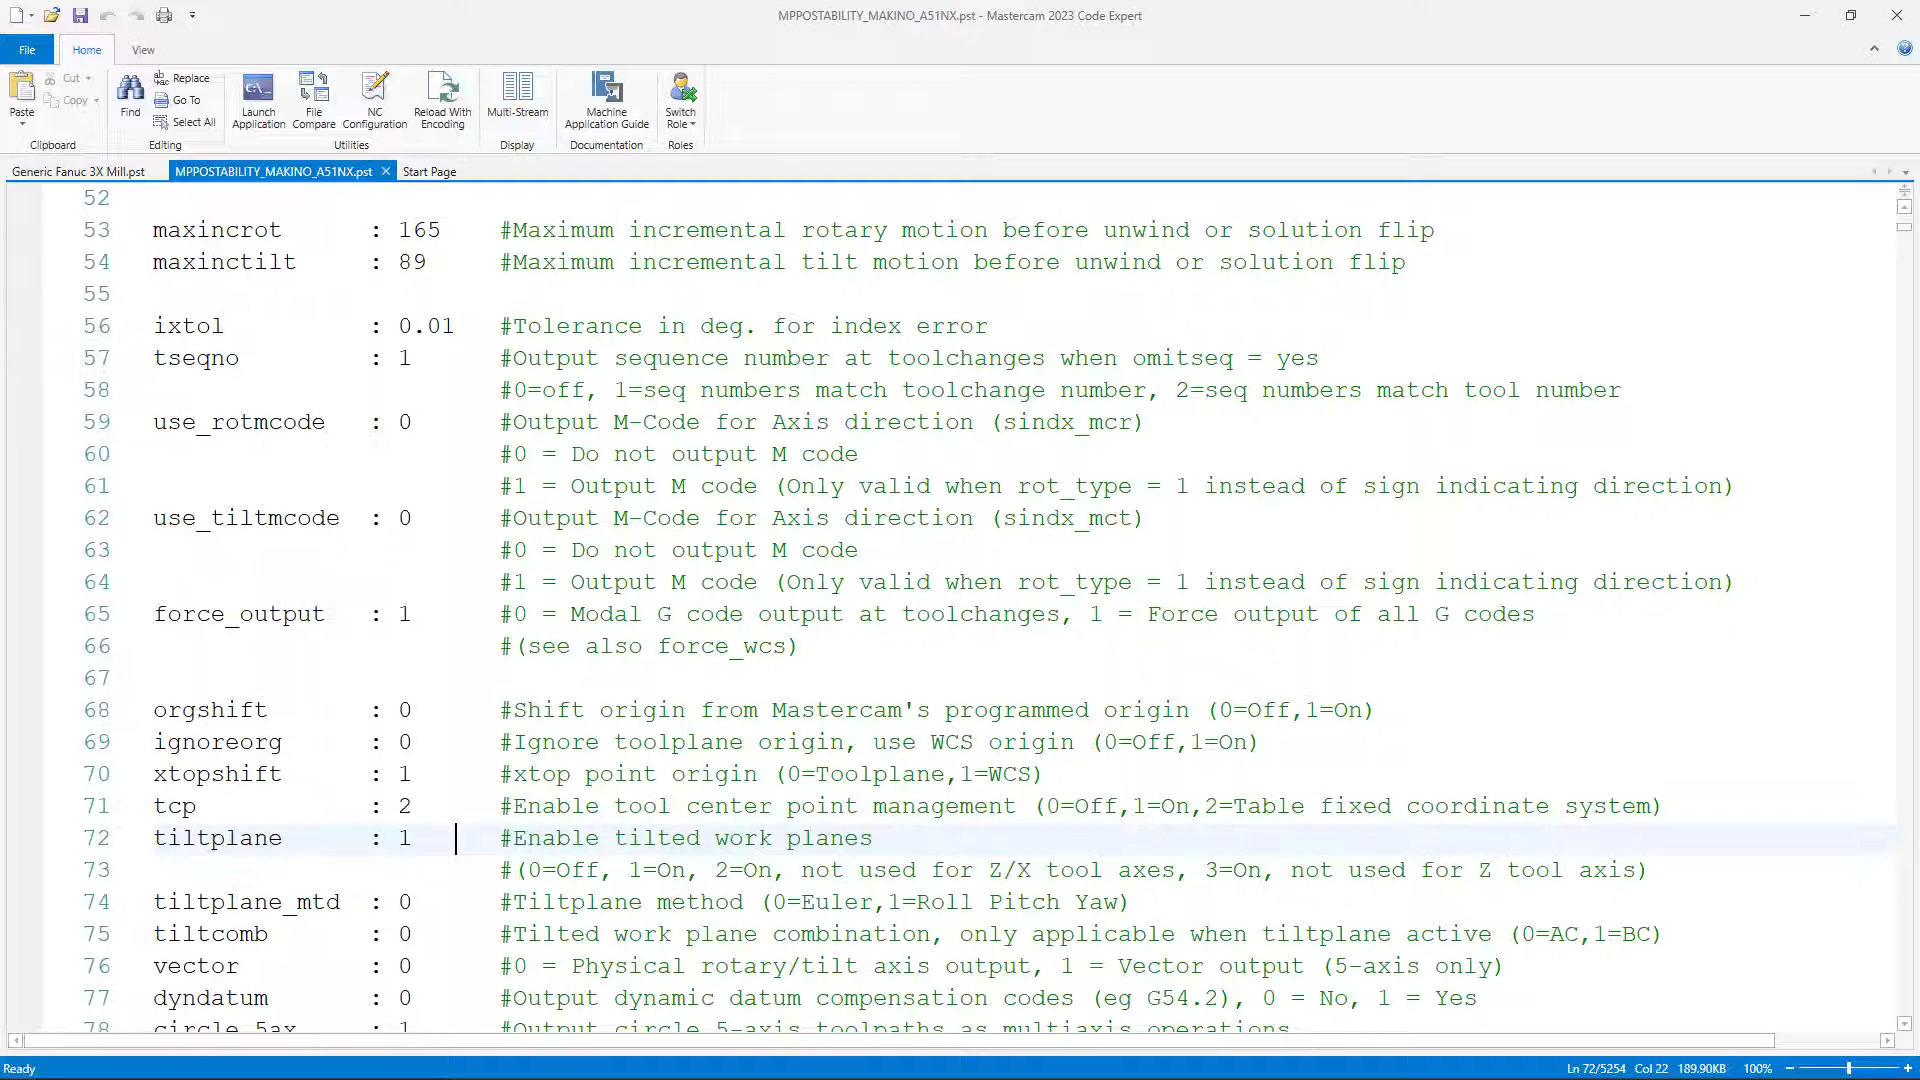 MPPOSTABILITY_MAKINO_A51NX.pst - Mastercam 2023 Code Expert
File Home View
Paste
Cut
Copy
Clipboard
Find
Replace
Go To
Select All
Editing
Launch Application
File Compare
NC Configuration
Reload With Encoding
Utilities
Multi-Stream
Display
Machine Application Guide
Documentation
Switch Role
Roles
Generic Fanuc 3X Mill.pst MPPOSTABILITY_MAKINO_A51NX.pst Start Page
52
53 maxincrot : 165 #Maximum incremental rotary motion before unwind or solution flip
54 maxinctilt : 89 #Maximum incremental tilt motion before unwind or solution flip
55
56 ixtol : 0.01 #Tolerance in deg. for index error
57 tseqno : 1 #Output sequence number at toolchanges when omitseq = yes
58 #0=off, 1=seq numbers match toolchange number, 2=seq numbers match tool number
59 use_rotmcode : 0 #Output M-Code for Axis direction (sindx_mcr)
60 #0 = Do not output M code
61 #1 = Output M code (Only valid when rot_type = 1 instead of sign indicating direction)
62 use_tiltmcode : 0 #Output M-Code for Axis direction (sindx_mct)
63 #0 = Do not output M code
64 #1 = Output M code (Only valid when rot_type = 1 instead of sign indicating direction)
65 force_output : 1 #0 = Modal G code output at toolchanges, 1 = Force output of all G codes
66 #(see also force_wcs)
67
68 orgshift : 0 #Shift origin from Mastercam's programmed origin (0=Off,1=On)
69 ignoreorg : 0 #Ignore toolplane origin, use WCS origin (0=Off,1=On)
70 xtopshift : 1 #xtop point origin (0=Toolplane,1=WCS)
71 tcp : 2 #Enable tool center point management (0=Off,1=On,2=Table fixed coordinate system)
72 tiltplane : 1 #Enable tilted work planes
73 #(0=Off, 1=On, 2=On, not used for Z/X tool axes, 3=On, not used for Z tool axis)
74 tiltplane_mtd : 0 #Tiltplane method (0=Euler,1=Roll Pitch Yaw)
75 tiltcomb : 0 #Tilted work plane combination, only applicable when tiltplane active (0=AC,1=BC)
76 vector : 0 #0 = Physical rotary/tilt axis output, 1 = Vector output (5-axis only)
77 dyndatum : 0 #Output dynamic datum compensation codes (eg G54.2), 0 = No, 1 = Yes
78 circle_5ax : 1 #Output circle 5-axis toolpaths as multiaxis operations
Ready Ln 72/5254 Col 22 189.90KB 100%